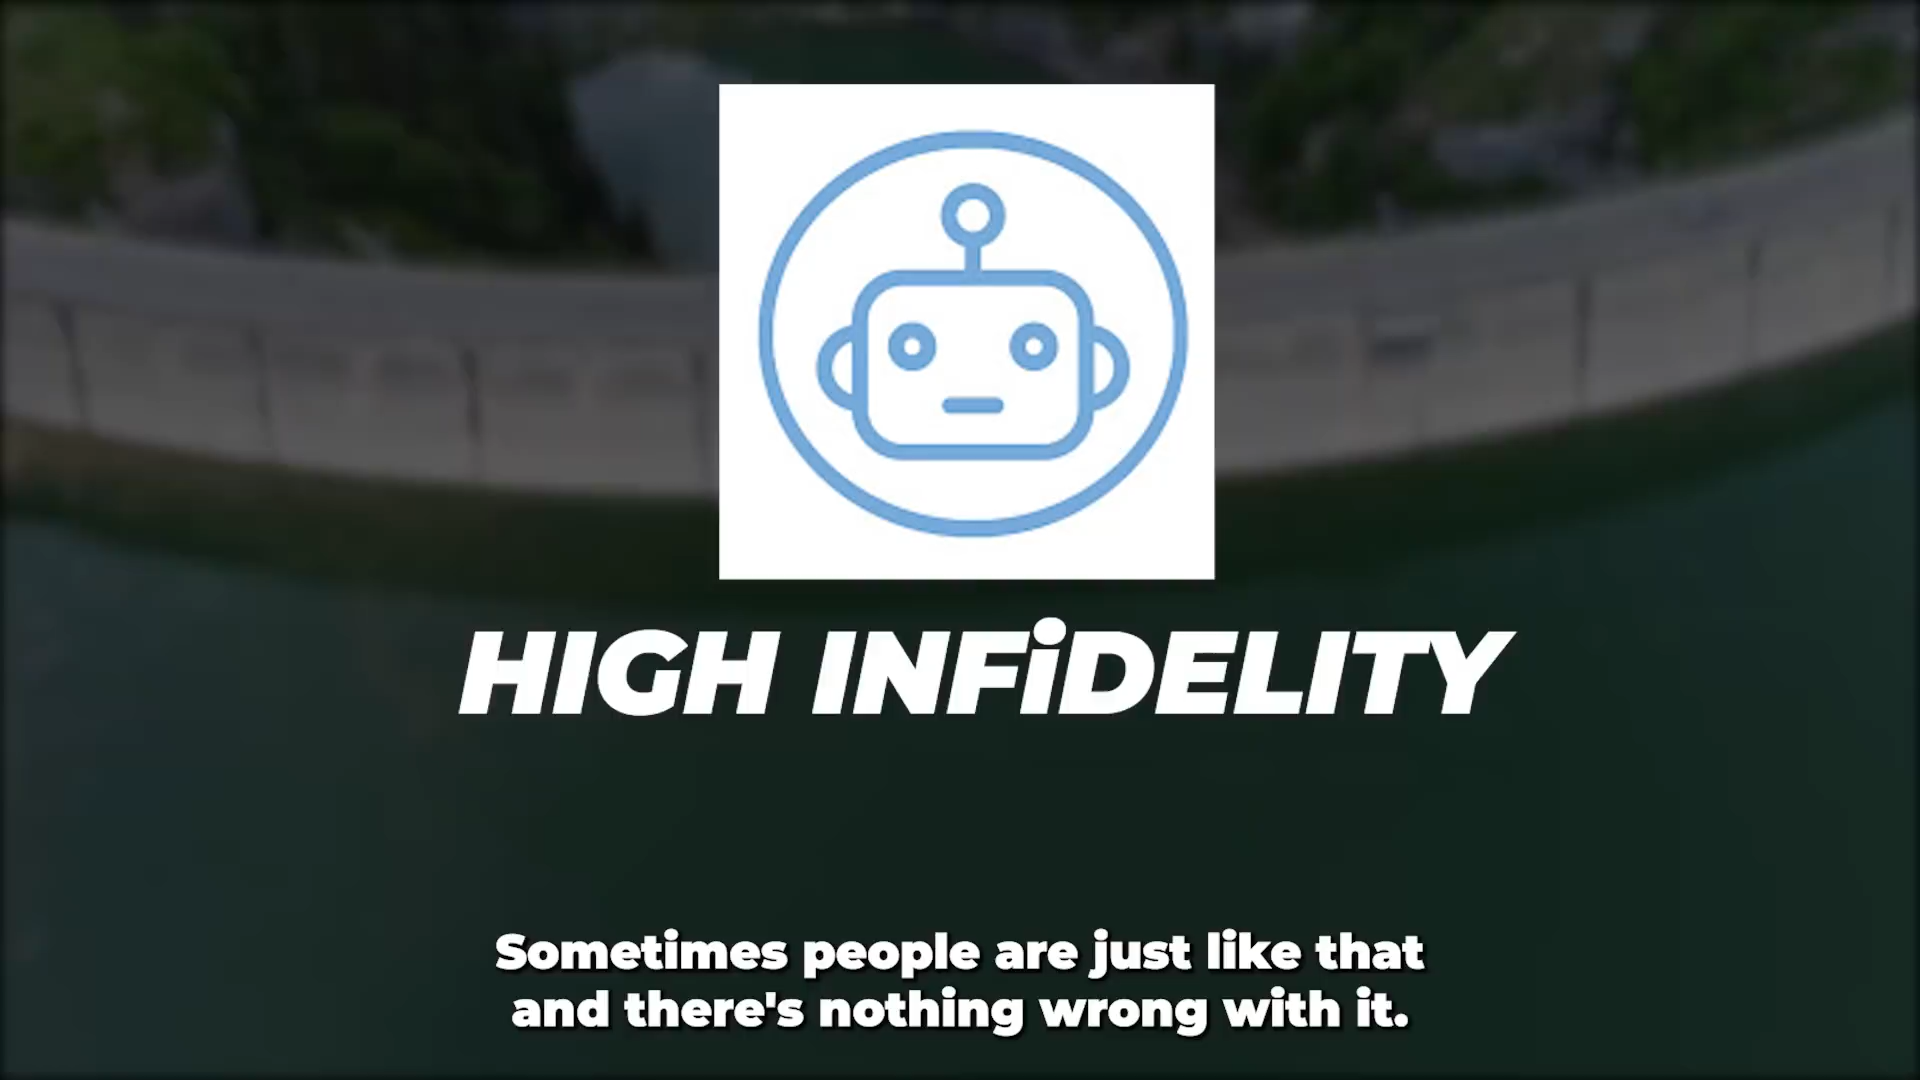 HIGH INFiDELITY
Sometimes people are just like that
and there's nothing wrong with it.